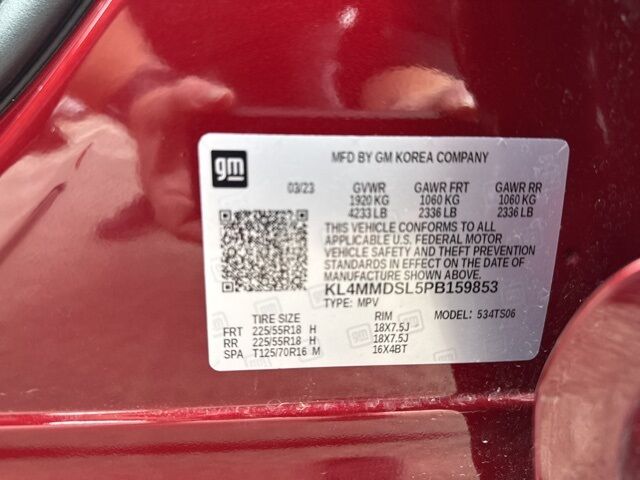 gm
MFD BY GM KOREA COMPANY
03/23 GVWR GAWR FRT GAWR RR
1920 KG 1060 KG 1060 KG
4233 LB 2336 LB 2336 LB
THIS VEHICLE CONFORMS TO ALL
APPLICABLE U.S. FEDERAL MOTOR
VEHICLE SAFETY AND THEFT PREVENTION
STANDARDS IN EFFECT ON THE DATE OF
MANUFACTURE SHOWN ABOVE.
KL4MMDSL5PB159853
TYPE: MPV MODEL: 534TS06
TIRE SIZE RIM
FRT 225/55R18 H 18X7.5J
RR 225/55R18 H 18X7.5J
SPA T125/70R16 M 16X4BT